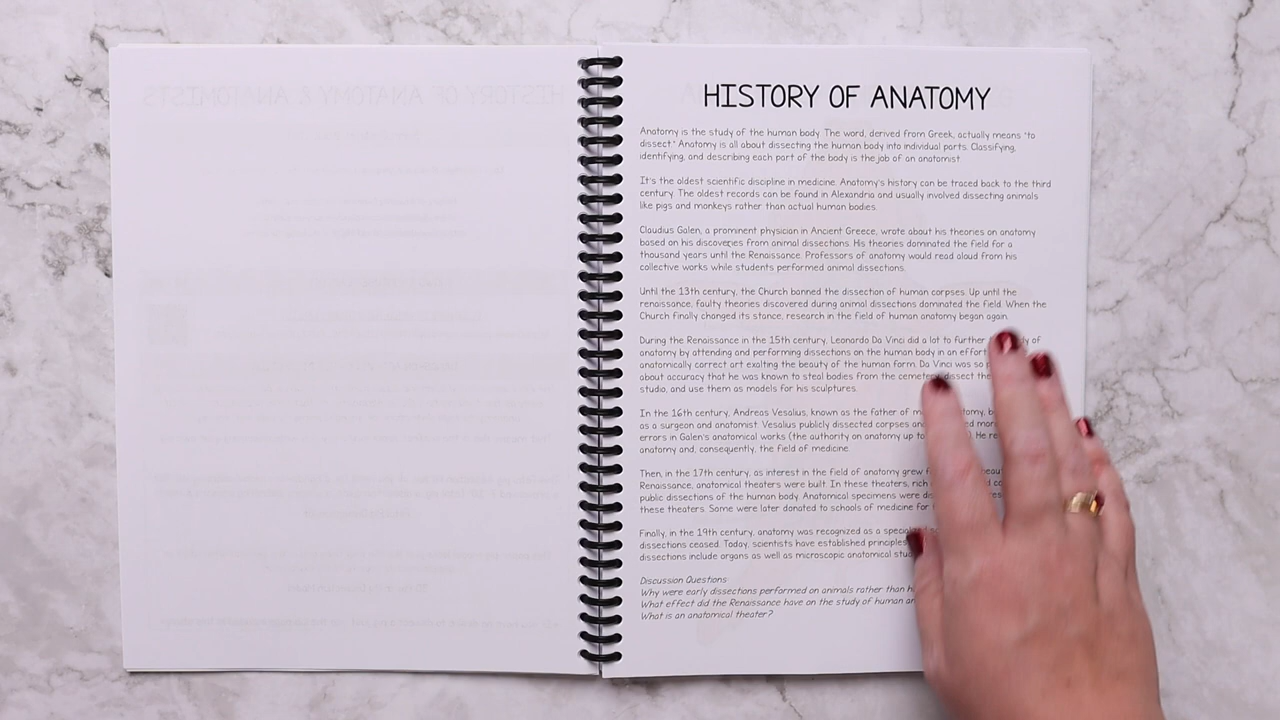 HISTORY OF ANATOMY
Anatomy is the study of the human body. The word, derived from Greek, actually means "to
dissect." Anatomy is all about dissecting the human body into individual parts. Classifying,
identifying, and describing each part of the body is the job of an anatomist.
It's the oldest scientific discipline in medicine. Anatomy's history can be traced back to the third
century. The oldest records can be found in Alexandria and usually involved dissecting animals
like pigs and monkeys rather than actual human bodies.
Claudius Galen, a prominent physician in Ancient Greece, wrote about his theories on anatomy
based on his discoveries from animal dissections. His theories dominated the field for a
thousand years until the Renaissance. Professors of anatomy would read aloud from his
collective works while students performed animal dissections.
Until the 13th century, the Church banned the dissection of human corpses. Up until the
renaissance, faulty theories discovered during animal dissections dominated the field. When the
Church finally changed its stance, research in the field of human anatomy began again.
During the Renaissance in the 15th century, Leonardo Da Vinci did a lot to further of
anatomy by attending and performing dissections on the human body in an effort
anatomically correct art exalting the beauty of the human form. Da Vinci was so
about accuracy that he was known to steal bodies from the cemetery, dissect
studio, and use them as models for his sculptures.
In the 16th century, Andreas Vesalius, known as the father of
as a surgeon and anatomist. Vesalius publicly dissected corpses
errors in Galen's anatomical works (the authority on anatomy up to He
anatomy and, consequently, the field of medicine.
Then, in the 17th century, as interest in the field of anatomy grew
Renaissance, anatomical theaters were built. In these theaters, rich
public dissections of the human body. Anatomical specimens were
these theaters. Some were later donated to schools of medicine for
Finally, in the 19th century, anatomy was recognized as a
dissections ceased. Today, scientists have established principles
dissections include organs as well as microscopic anatomical
Discussion Questions:
Why were early dissections performed on animals rather than
What effect did the Renaissance have on the study of human
What is an anatomical theater?